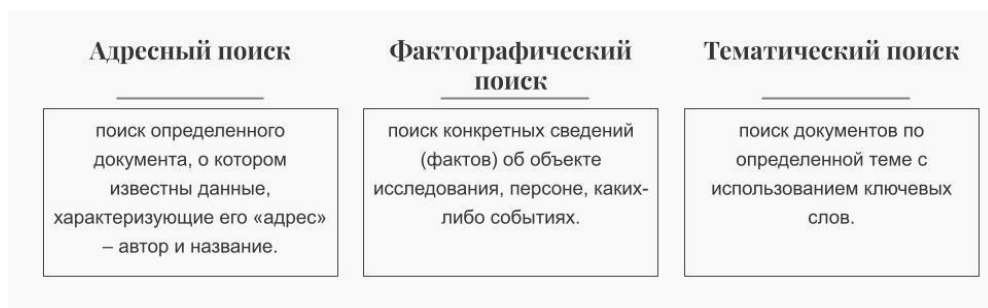 Адресный поиск
поиск определенного
документа, о котором
известны данные,
характеризующие его «адрес»
– автор и название.
Фактографический
поиск
поиск конкретных сведений
(фактов) об объекте
исследования, персоне, каких-
либо событиях.
Тематический поиск
поиск документов по
определенной теме с
использованием ключевых
слов.